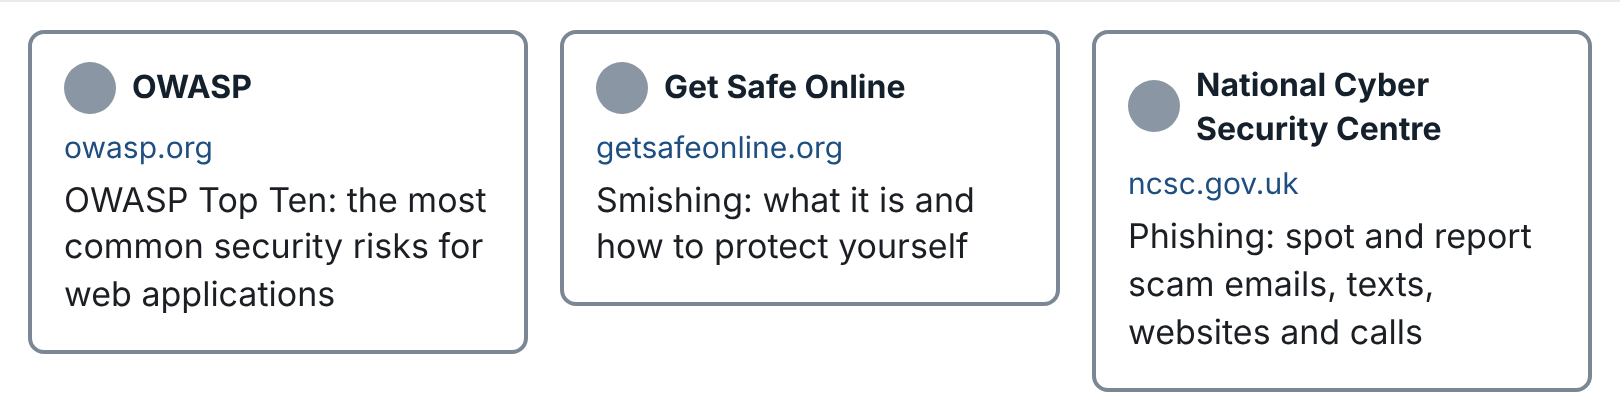 OWASP
owasp.org
OWASP Top Ten: the most
common security risks for
web applications
Get Safe Online
getsafeonline.org
Smishing: what it is and
how to protect yourself
National Cyber
Security Centre
ncsc.gov.uk
Phishing: spot and report
scam emails, texts,
websites and calls